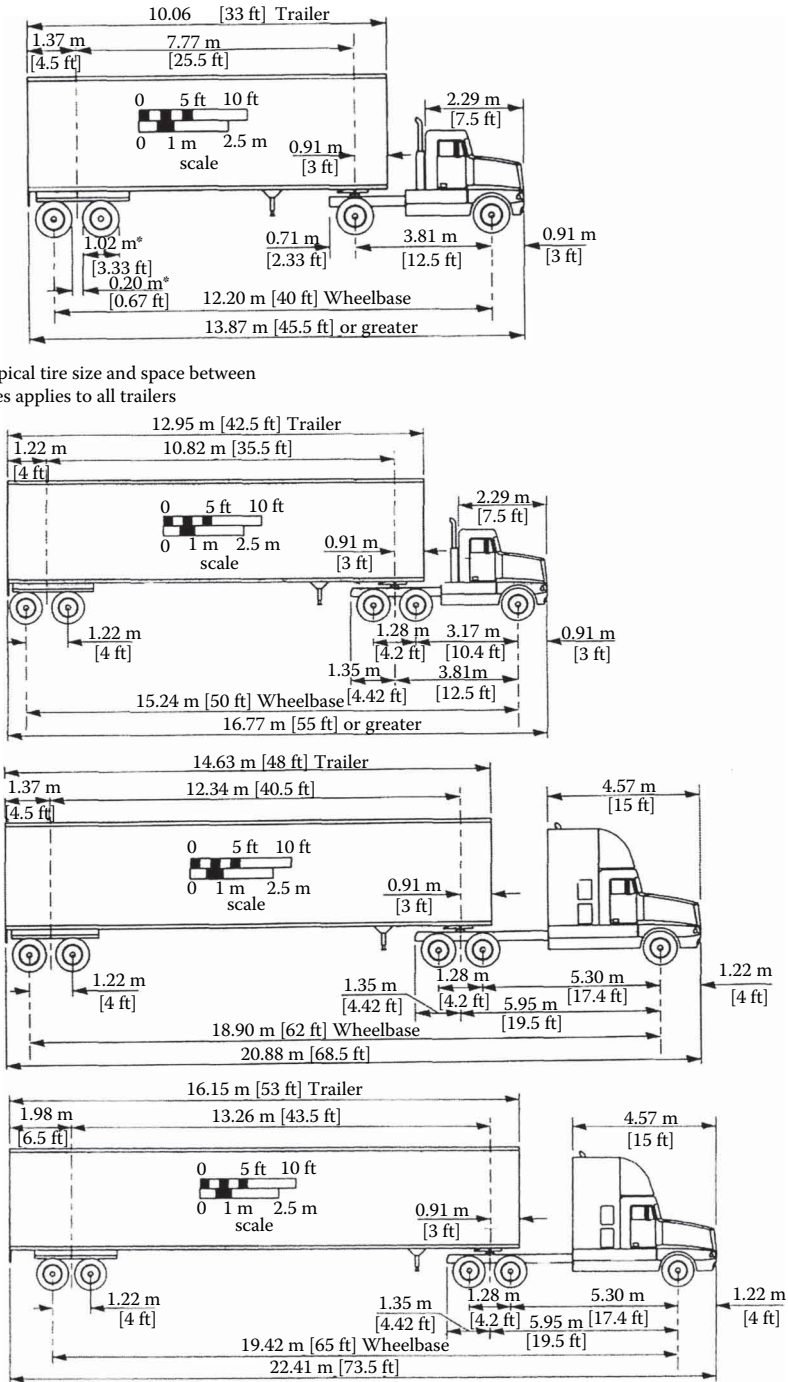 10.06 [33 ft] Trailer
1.37 m 7.77 m
[4.5 ft] [25.5 ft]
0 5 ft 10 ft
0 1 m 2.5 m
scale
2.29 m
[7.5 ft]
0.91 m
[3 ft]
1.02 m*
[3.33 ft]
0.20 m*
[0.67 ft]
0.71 m
[2.33 ft]
3.81 m
[12.5 ft]
0.91 m
[3 ft]
12.20 m [40 ft] Wheelbase
13.87 m [45.5 ft] or greater
pical tire size and space between
es applies to all trailers
12.95 m [42.5 ft] Trailer
1.22 m 10.82 m [35.5 ft]
[4 ft]
0 5 ft 10 ft
0 1 m 2.5 m
scale
2.29 m
[7.5 ft]
0.91 m
[3 ft]
1.22 m
[4 ft]
1.28 m
[4.2 ft]
3.17 m
[10.4 ft]
0.91 m
[3 ft]
1.35 m
[4.42 ft]
3.81m
[12.5 ft]
15.24 m [50 ft] Wheelbase
16.77 m [55 ft] or greater
14.63 m [48 ft] Trailer
1.37 m 12.34 m [40.5 ft]
[4.5 ft]
4.57 m
[15 ft]
0 5 ft 10 ft
0 1 m 2.5 m
scale
0.91 m
[3 ft]
1.22 m
[4 ft]
1.35 m
[4.42 ft]
1.28 m
[4.2 ft]
5.30 m
[17.4 ft]
5.95 m
[19.5 ft]
1.22 m
[4 ft]
18.90 m [62 ft] Wheelbase
20.88 m [68.5 ft]
16.15 m [53 ft] Trailer
1.98 m 13.26 m [43.5 ft]
[6.5 ft]
4.57 m
[15 ft]
0 5 ft 10 ft
0 1 m 2.5 m
scale
0.91 m
[3 ft]
1.22 m
[4 ft]
1.35 m
[4.42 ft]
1.28 m
[4.2 ft]
5.30 m
[17.4 ft]
5.95 m
[19.5 ft]
1.22 m
[4 ft]
19.42 m [65 ft] Wheelbase
22.41 m [73.5 ft]